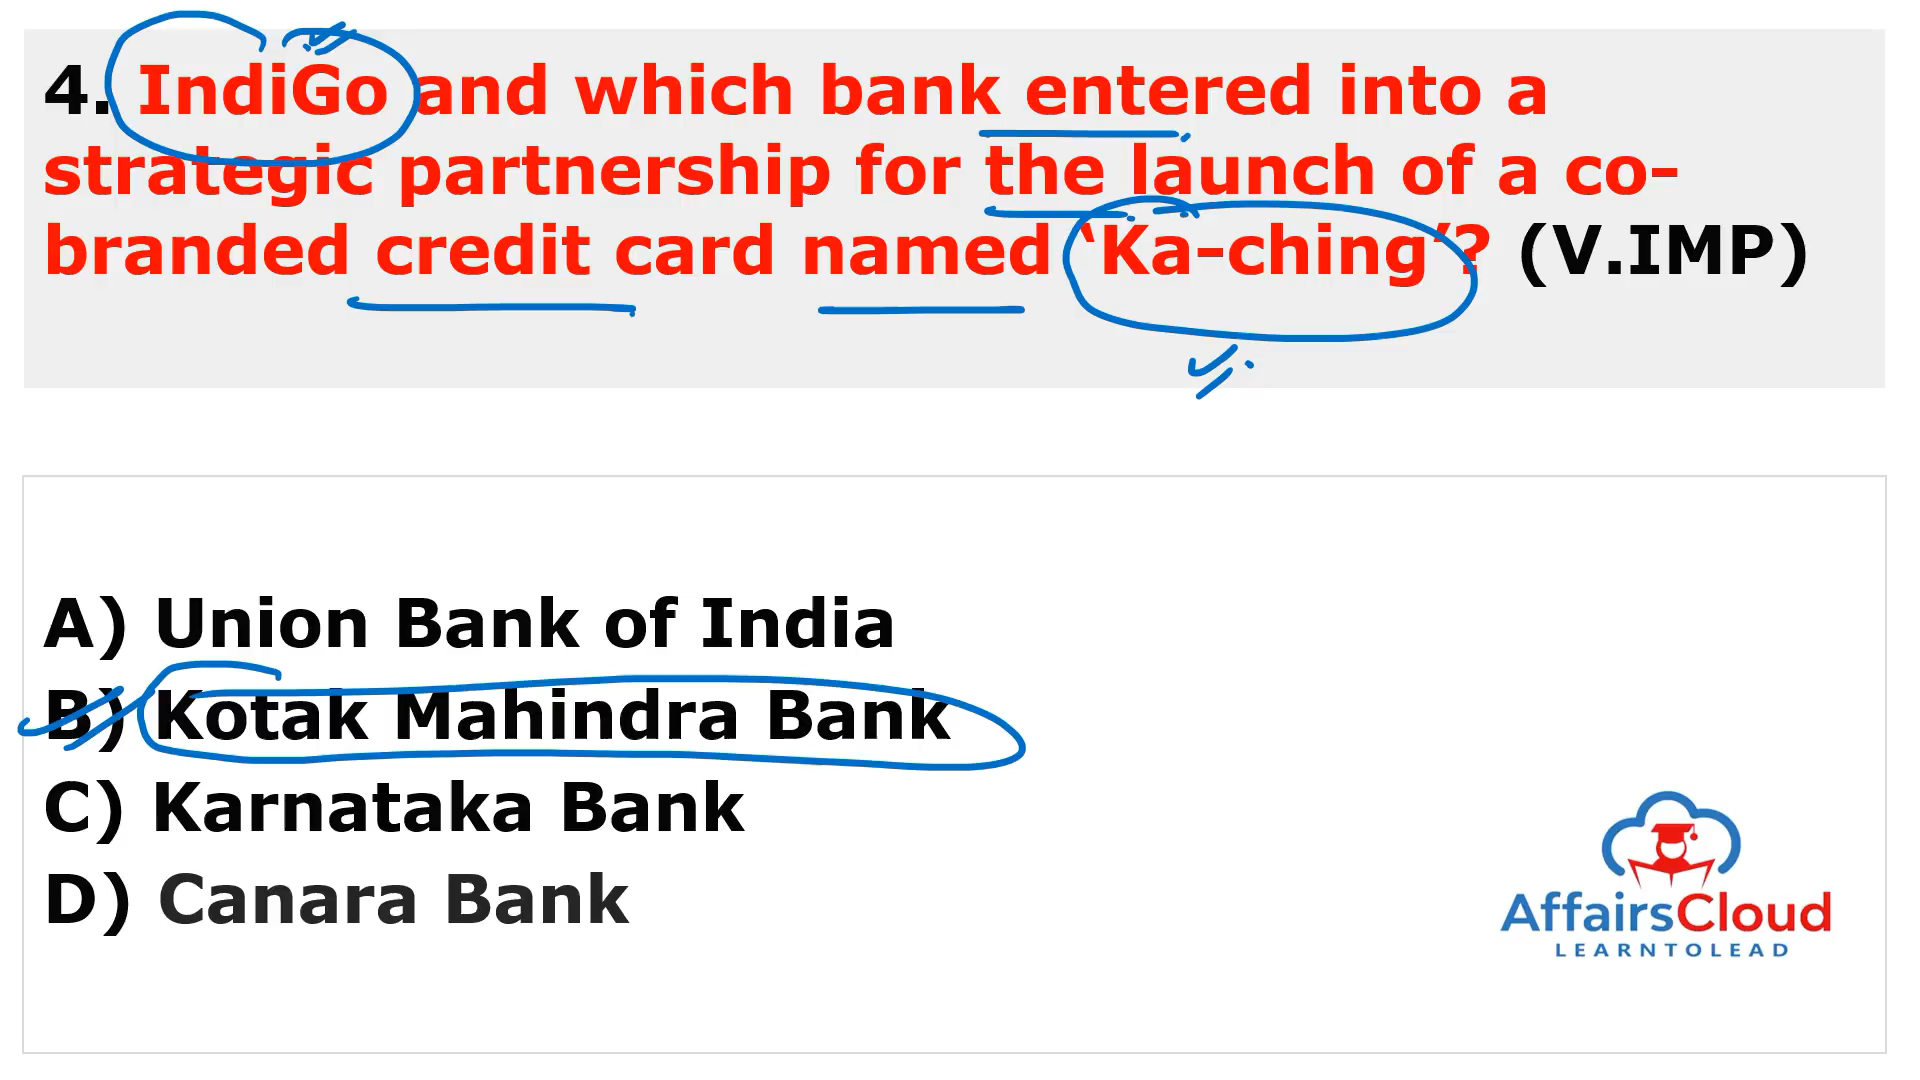 4. IndiGo and which bank entered into a
strategic partnership for the launch of a co-
branded credit card named ‘Ka-ching’? (V.IMP)
A) Union Bank of India
B) Kotak Mahindra Bank
C) Karnataka Bank
D) Canara Bank
AffairsCloud
LEARNTOLEAD